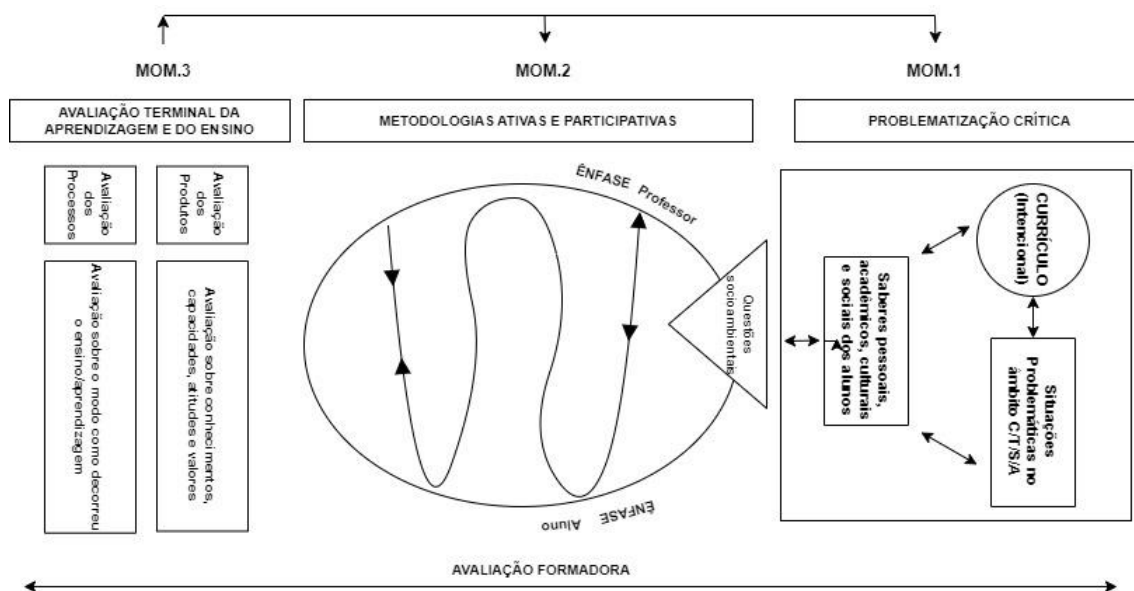 MOM.3
MOM.2
MOM.1
AVALIAÇÃO TERMINAL DA
APRENDIZAGEM E DO ENSINO
METODOLOGIAS ATIVAS E PARTICIPATIVAS
PROBLEMATIZAÇÃO CRÍTICA
Avaliação
dos
Processos
Avaliação
dos
Produtos
Avaliação sobre o modo como decorreu
o ensino/aprendizagem
Avaliação sobre conhecimentos,
capacidades, atitudes e valores
ÊNFASE Professor
ÊNFASE Aluno
Questões
socioambientais
Saberes pessoais,
acadêmicos, culturais
e sociais dos alunos
CURRÍCULO
(Intencional)
Situações
Problemáticas no
âmbito C/T/S/A
AVALIAÇÃO FORMADORA